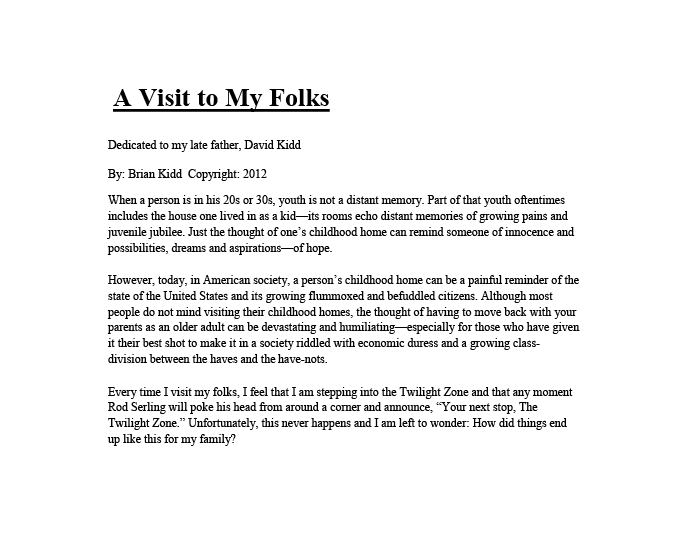 A Visit to My Folks
Dedicated to my late father, David Kidd
By: Brian Kidd  Copyright: 2012
When a person is in his 20s or 30s, youth is not a distant memory. Part of that youth oftentimes
includes the house one lived in as a kid—its rooms echo distant memories of growing pains and
juvenile jubilee. Just the thought of one’s childhood home can remind someone of innocence and
possibilities, dreams and aspirations—of hope.
However, today, in American society, a person’s childhood home can be a painful reminder of the
state of the United States and its growing flummoxed and befuddled citizens. Although most
people do not mind visiting their childhood homes, the thought of having to move back with your
parents as an older adult can be devastating and humiliating—especially for those who have given
it their best shot to make it in a society riddled with economic duress and a growing class-
division between the haves and the have-nots.
Every time I visit my folks, I feel that I am stepping into the Twilight Zone and that any moment
Rod Serling will poke his head from around a corner and announce, “Your next stop, The
Twilight Zone.” Unfortunately, this never happens and I am left to wonder: How did things end
up like this for my family?